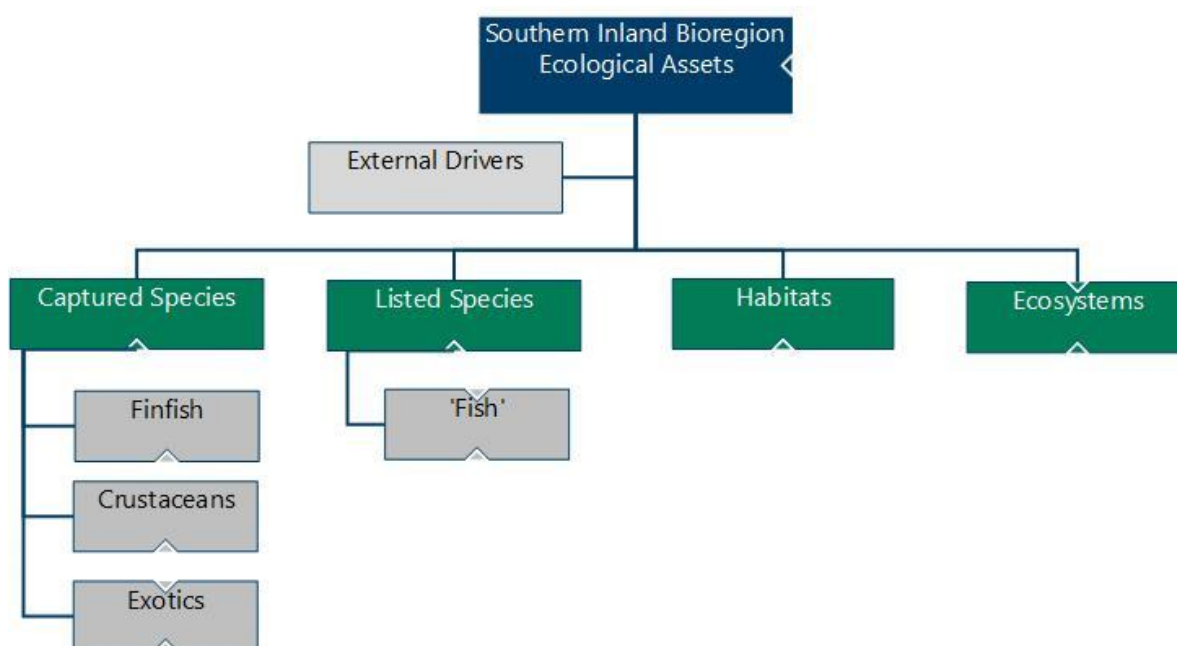 Southern Inland Bioregion
Ecological Assets
External Drivers
Captured Species
Listed Species
Habitats
Ecosystems
Finfish
'Fish'
Crustaceans
Exotics